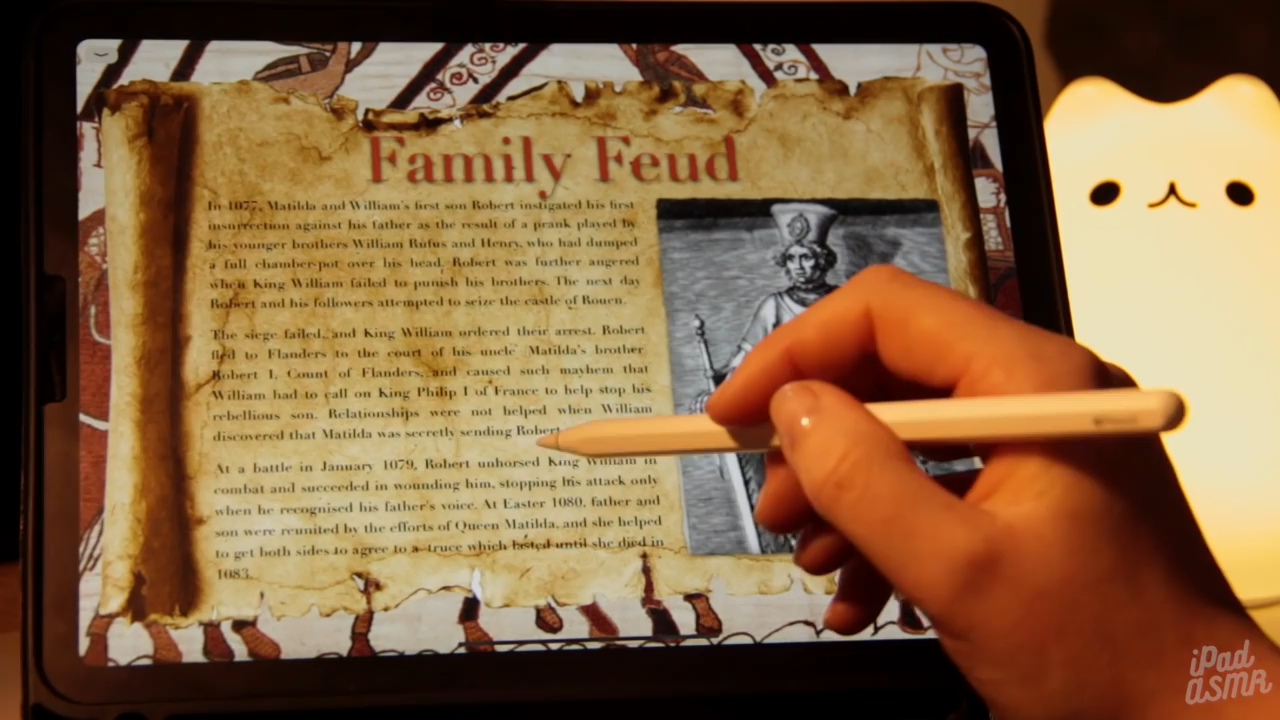 Family Feud
In 1077, Matilda and William's first son Robert instigated his first
insurrection against his father as the result of a prank played by
his younger brothers William Rufus and Henry, who had dumped
a full chamber-pot over his head. Robert was further angered
when King William failed to punish his brothers. The next day
Robert and his followers attempted to seize the castle of Rouen.
The siege failed, and King William ordered their arrest. Robert
fled to Flanders to the court of his uncle Matilda's brother
Robert I, Count of Flanders, and caused such mayhem that
William had to call on King Philip I of France to help stop his
rebellious son. Relationships were not helped when William
discovered that Matilda was secretly sending Robert
At a battle in January 1079, Robert unhorsed King William in
combat and succeeded in wounding him, stopping his attack only
when he recognised his father's voice. At Easter 1080, father and
son were reunited by the efforts of Queen Matilda, and she helped
to get both sides to agree to a truce which lasted until she died in
1083.
iPad
ASMR